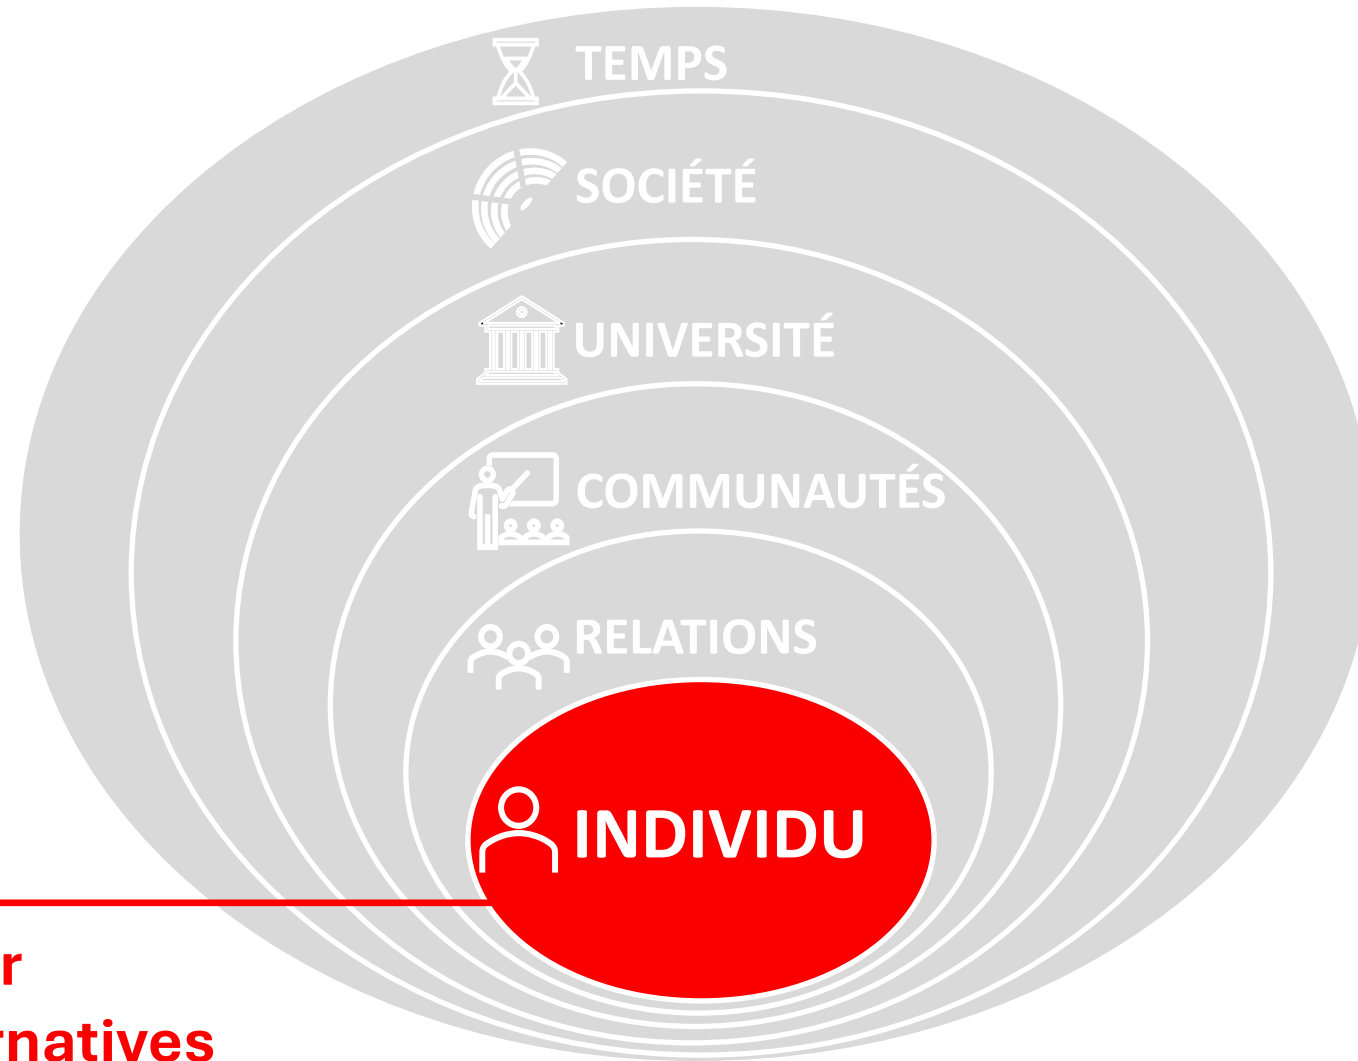 TEMPS
SOCIÉTÉ
UNIVERSITÉ
COMMUNAUTÉS
RELATIONS
INDIVIDU
r
rnatives